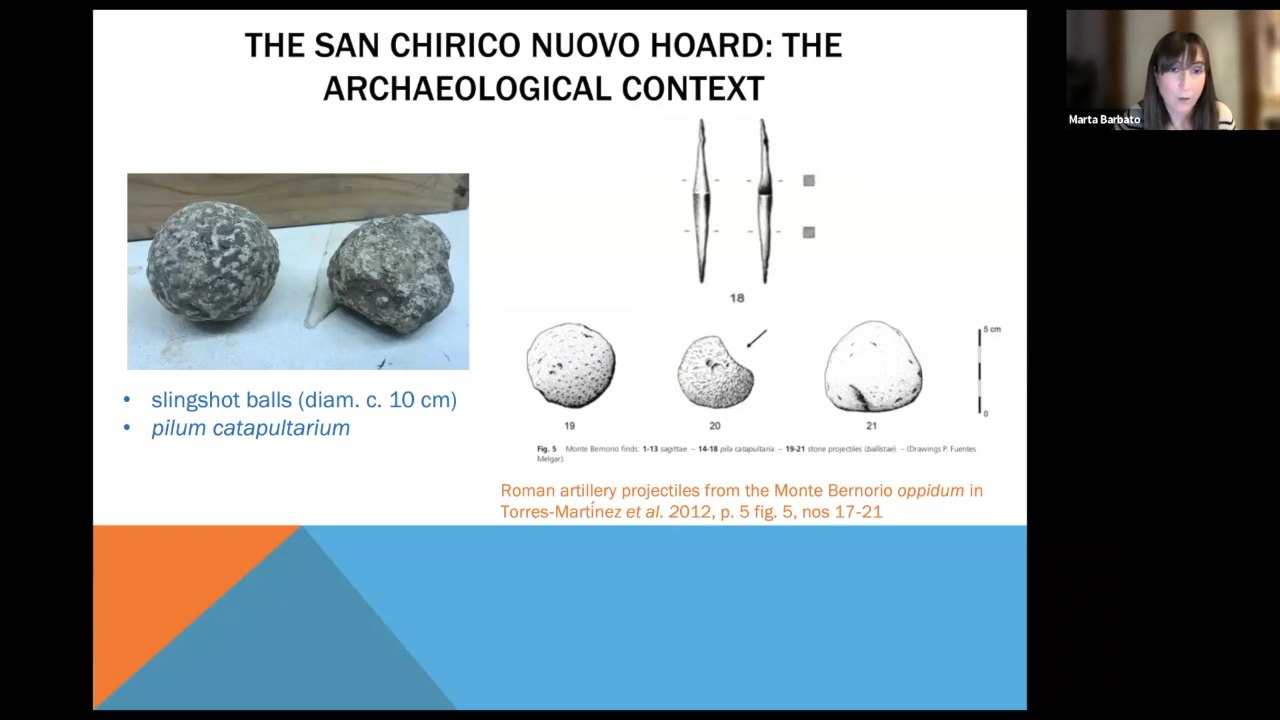 THE SAN CHIRICO NUOVO HOARD: THE
ARCHAEOLOGICAL CONTEXT
Marta Barbato
18
• slingshot balls (diam. c. 10 cm)
• pilum catapultarium
5 cm
0
19
20
21
Fig. 5 Monte Bernorio finds: 1-13 sagittae. – 14-18 pila catapultaria. – 19-21 stone projectiles (ballistae). – (Drawings P. Fuentes
Melgar).
Roman artillery projectiles from the Monte Bernorio oppidum in
Torres-Martínez et al. 2012, p. 5 fig. 5, nos 17-21